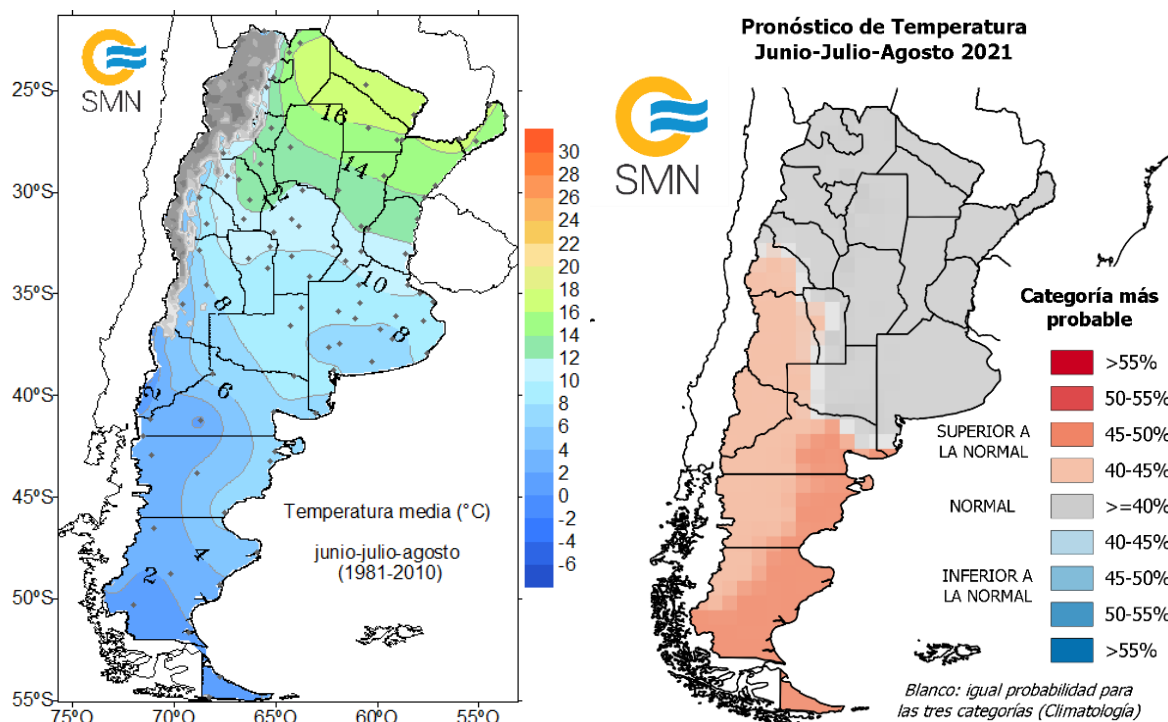 SMN
25ºS
30ºS
35ºS
40ºS
45ºS
50ºS
55ºS
75ºO
70ºO
65ºO
60ºO
55ºO
16
14
12
10
8
8
6
2
4
2
Temperatura media (°C)
junio-julio-agosto
(1981-2010)
30
28
26
24
22
20
18
16
14
12
10
8
6
4
2
0
-2
-4
-6
Pronóstico de Temperatura
Junio-Julio-Agosto 2021
SMN
Categoría más
probable
>55%
50-55%
SUPERIOR A
LA NORMAL
45-50%
40-45%
NORMAL
>=40%
40-45%
INFERIOR A
LA NORMAL
45-50%
50-55%
>55%
Blanco: igual probabilidad para
las tres categorías (Climatología)